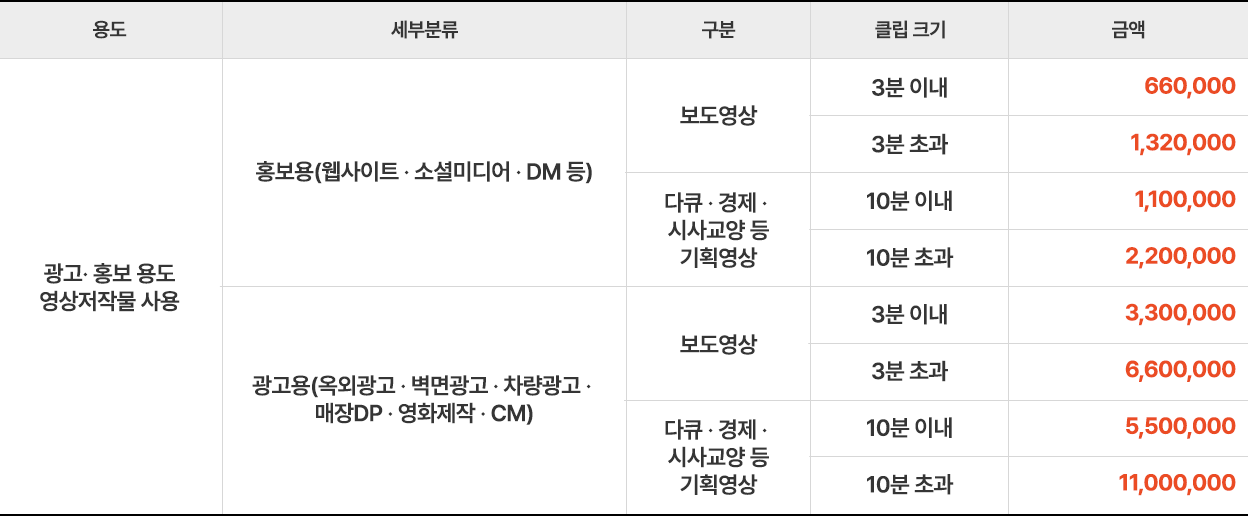 용도 세부분류 구분 클립 크기 금액
광고· 홍보 용도
영상저작물 사용
홍보용(웹사이트 · 소셜미디어 · DM 등)
보도영상
3분 이내 660,000
3분 초과 1,320,000
다큐 · 경제 ·
시사교양 등
기획영상
10분 이내 1,100,000
10분 초과 2,200,000
광고용(옥외광고 · 벽면광고 · 차량광고 ·
매장DP · 영화제작 · CM)
보도영상
3분 이내 3,300,000
3분 초과 6,600,000
다큐 · 경제 ·
시사교양 등
기획영상
10분 이내 5,500,000
10분 초과 11,000,000